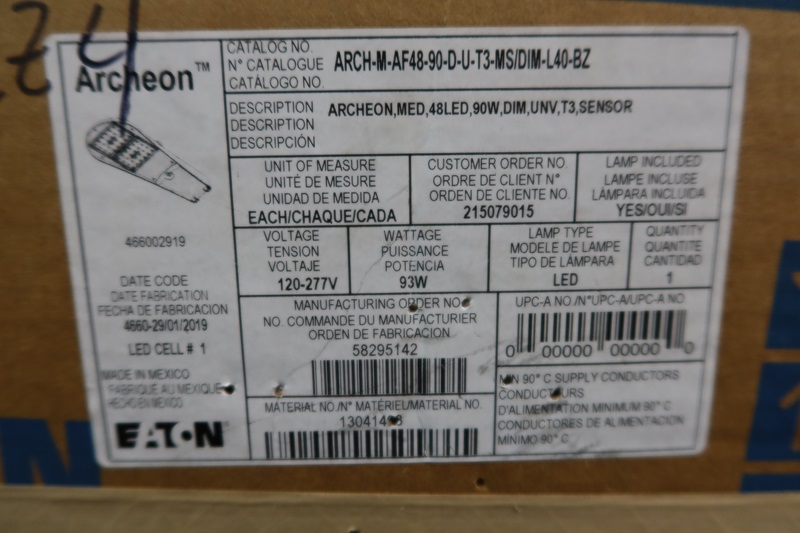 Z4
Archeon™
466002919
DATE CODE
DATE FABRICATION
FECHA DE FABRICACION
4660-29/01/2019
LED CELL # 1
MADE IN MEXICO
FABRIQUE AU MEXIQUE
HECHO EN MEXICO
EATON
CATALOG NO.
N° CATALOGUE
CATÁLOGO NO.
ARCH-M-AF48-90-D-U-T3-MS/DIM-L40-BZ
DESCRIPTION
DESCRIPTION
DESCRIPCIÓN
ARCHEON,MED,48LED,90W,DIM,UNV,T3,SENSOR
UNIT OF MEASURE
UNITÉ DE MESURE
UNIDAD DE MEDIDA
EACH/CHAQUE/CADA
CUSTOMER ORDER NO.
ORDRE DE CLIENT N°
ORDEN DE CLIENTE NO.
215079015
LAMP INCLUDED
LAMPE INCLUSE
LÁMPARA INCLUIDA
YES/OUI/SI
VOLTAGE
TENSION
VOLTAJE
120-277V
WATTAGE
PUISSANCE
POTENCIA
93W
LAMP TYPE
MODELE DE LAMPE
TIPO DE LÁMPARA
LED
QUANTITY
QUANTITE
CANTIDAD
1
MANUFACTURING ORDER NO.
NO. COMMANDE DU MANUFACTURIER
ORDEN DE FABRICACION
58295142
MATERIAL NO./N° MATÉRIEL/MATERIAL NO.
UPC-A NO./N°UPC-A/UPC-A NO.
0 00000 00000 0
MIN 90° C SUPPLY CONDUCTORS
CONDUCTEURS
D'ALIMENTATION MINIMUM 90° C
CONDUCTORES DE ALIMENTACION
MÍNIMO 90° C